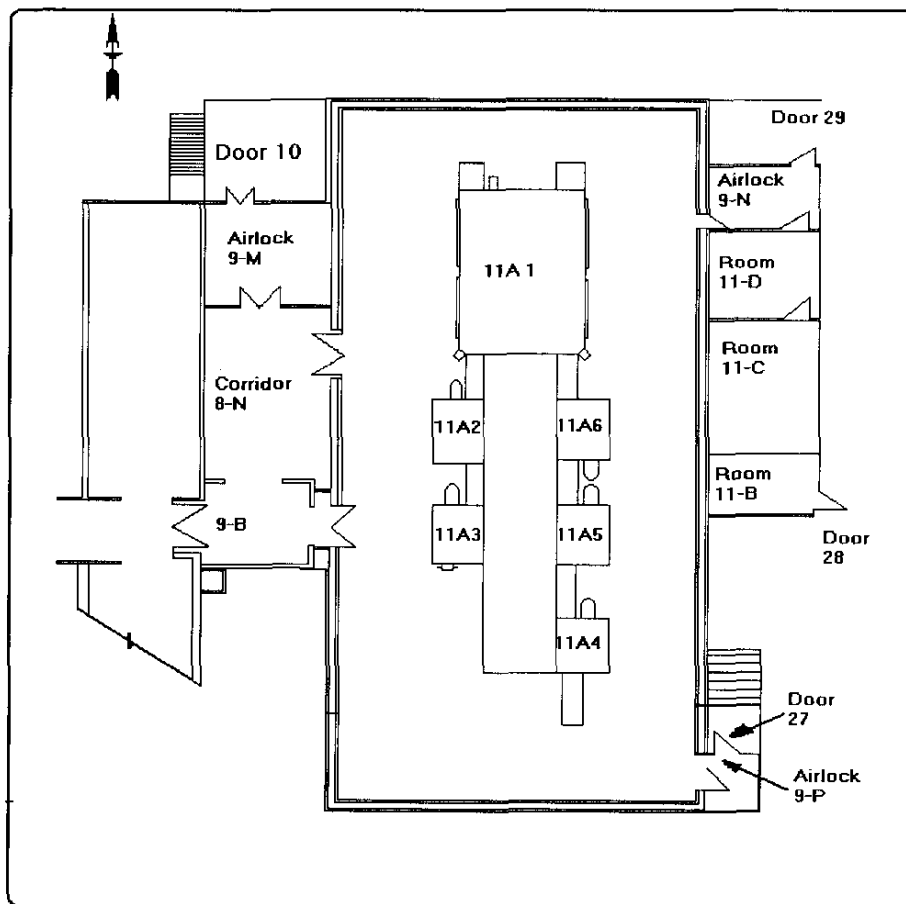 Door 29
Door 10
Airlock
9-N
Airlock
9-M
Room
11-D
11A 1
Room
11-C
Corridor
8-N
11A2
11A6
Room
11-B
9-B
11A3
11A5
Door
28
11A4
Door
27
Airlock
9-P